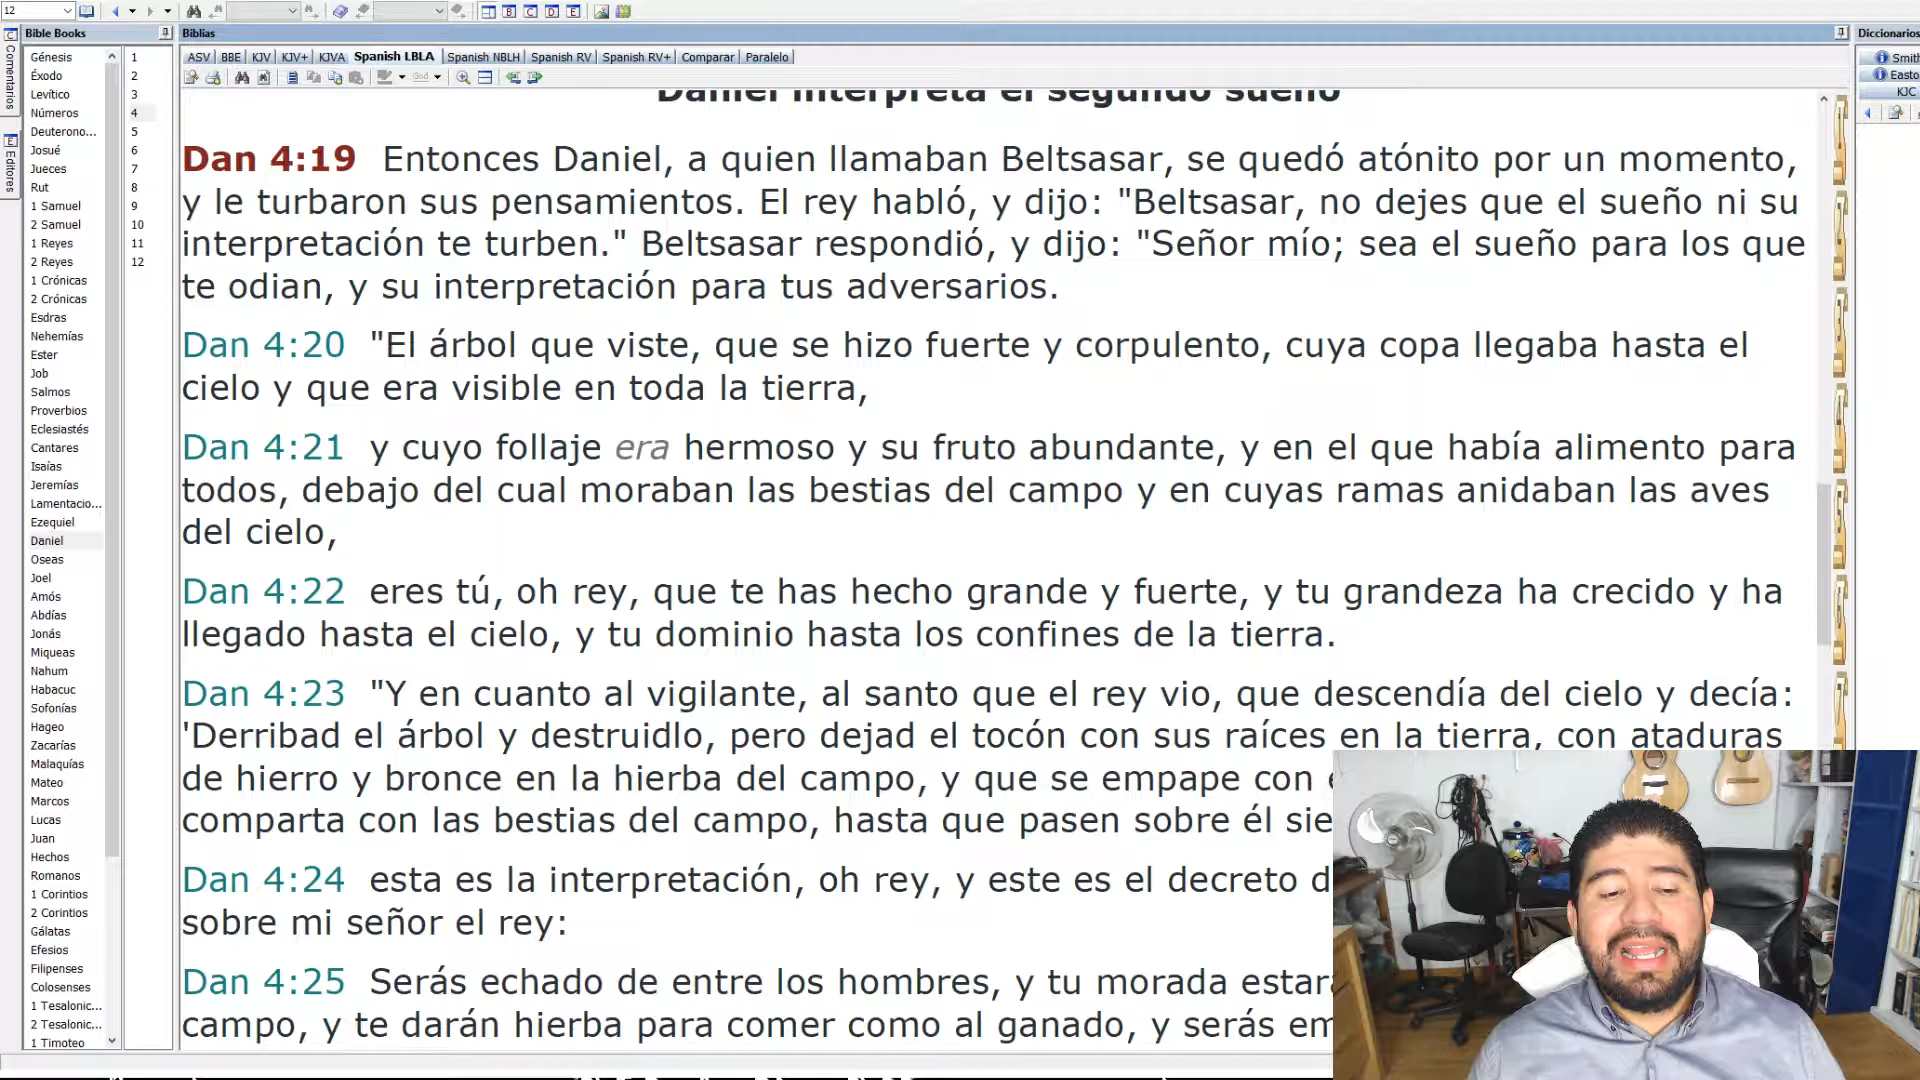 12
Bible Books
Biblias
Diccionarios
Comentarios
Editores
ASV BBE KJV KJV+ KJVA Spanish LBLA Spanish NBLH Spanish RV Spanish RV+ Comparar Paralelo
Génesis
Éxodo
Levítico
Números
Deuterono...
Josué
Jueces
Rut
1 Samuel
2 Samuel
1 Reyes
2 Reyes
1 Crónicas
2 Crónicas
Esdras
Nehemías
Ester
Job
Salmos
Proverbios
Eclesiastés
Cantares
Isaías
Jeremías
Lamentacio...
Ezequiel
Daniel
Oseas
Joel
Amós
Abdías
Jonás
Miqueas
Nahum
Habacuc
Sofonías
Hageo
Zacarías
Malaquías
Mateo
Marcos
Lucas
Juan
Hechos
Romanos
1 Corintios
2 Corintios
Gálatas
Efesios
Filipenses
Colosenses
1 Tesalonic...
2 Tesalonic...
1 Timoteo
1
2
3
4
5
6
7
8
9
10
11
12
Daniel interpreta el segundo sueño
Dan 4:19 Entonces Daniel, a quien llamaban Beltsasar, se quedó atónito por un momento,
y le turbaron sus pensamientos. El rey habló, y dijo: "Beltsasar, no dejes que el sueño ni su
interpretación te turben." Beltsasar respondió, y dijo: "Señor mío; sea el sueño para los que
te odian, y su interpretación para tus adversarios.
Dan 4:20 "El árbol que viste, que se hizo fuerte y corpulento, cuya copa llegaba hasta el
cielo y que era visible en toda la tierra,
Dan 4:21 y cuyo follaje era hermoso y su fruto abundante, y en el que había alimento para
todos, debajo del cual moraban las bestias del campo y en cuyas ramas anidaban las aves
del cielo,
Dan 4:22 eres tú, oh rey, que te has hecho grande y fuerte, y tu grandeza ha crecido y ha
llegado hasta el cielo, y tu dominio hasta los confines de la tierra.
Dan 4:23 "Y en cuanto al vigilante, al santo que el rey vio, que descendía del cielo y decía:
'Derribad el árbol y destruidlo, pero dejad el tocón con sus raíces en la tierra, con ataduras
de hierro y bronce en la hierba del campo, y que se empape con
comparta con las bestias del campo, hasta que pasen sobre él sie
Dan 4:24 esta es la interpretación, oh rey, y este es el decreto d
sobre mi señor el rey:
Dan 4:25 Serás echado de entre los hombres, y tu morada estar
campo, y te darán hierba para comer como al ganado, y serás em
Smith
Easto
KJC